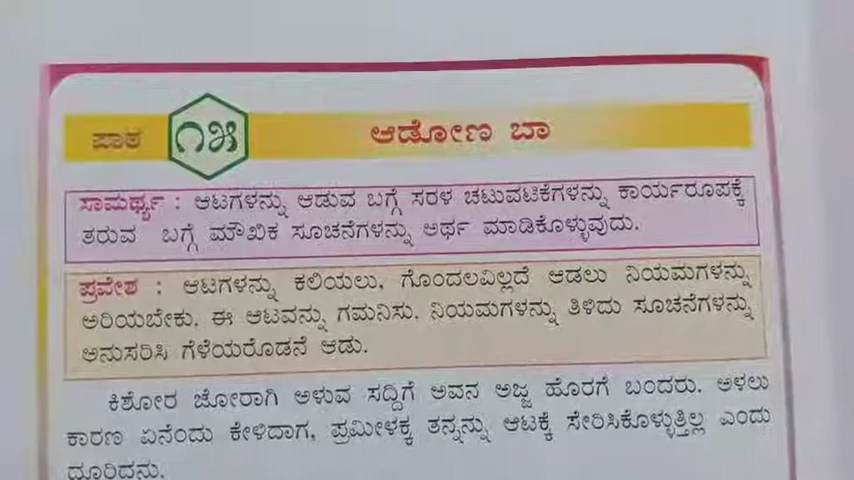 ಪಾಠ ೧೫ ಆಡೋಣ ಬಾ
ಸಾಮರ್ಥ್ಯ : ಆಟಗಳನ್ನು ಆಡುವ ಬಗ್ಗೆ ಸರಳ ಚಟುವಟಿಕೆಗಳನ್ನು ಕಾರ್ಯರೂಪಕ್ಕೆ
ತರುವ ಬಗ್ಗೆ ಮೌಖಿಕ ಸೂಚನೆಗಳನ್ನು ಅರ್ಥ ಮಾಡಿಕೊಳ್ಳುವುದು.
ಪ್ರವೇಶ : ಆಟಗಳನ್ನು ಕಲಿಯಲು, ಗೊಂದಲವಿಲ್ಲದೆ ಆಡಲು ನಿಯಮಗಳನ್ನು
ಅರಿಯಬೇಕು. ಈ ಆಟವನ್ನು ಗಮನಿಸು. ನಿಯಮಗಳನ್ನು ತಿಳಿದು ಸೂಚನೆಗಳನ್ನು
ಅನುಸರಿಸಿ ಗೆಳೆಯರೊಡನೆ ಆಡು.
ಕಿಶೋರ ಜೋರಾಗಿ ಅಳುವ ಸದ್ದಿಗೆ ಅವನ ಅಜ್ಜ ಹೊರಗೆ ಬಂದರು. ಅಳಲು
ಕಾರಣ ಏನೆಂದು ಕೇಳಿದಾಗ, ಪ್ರಮೀಳಕ್ಕ ತನ್ನನ್ನು ಆಟಕ್ಕೆ ಸೇರಿಸಿಕೊಳ್ಳುತ್ತಿಲ್ಲ ಎಂದು
ದೂರಿದನು.